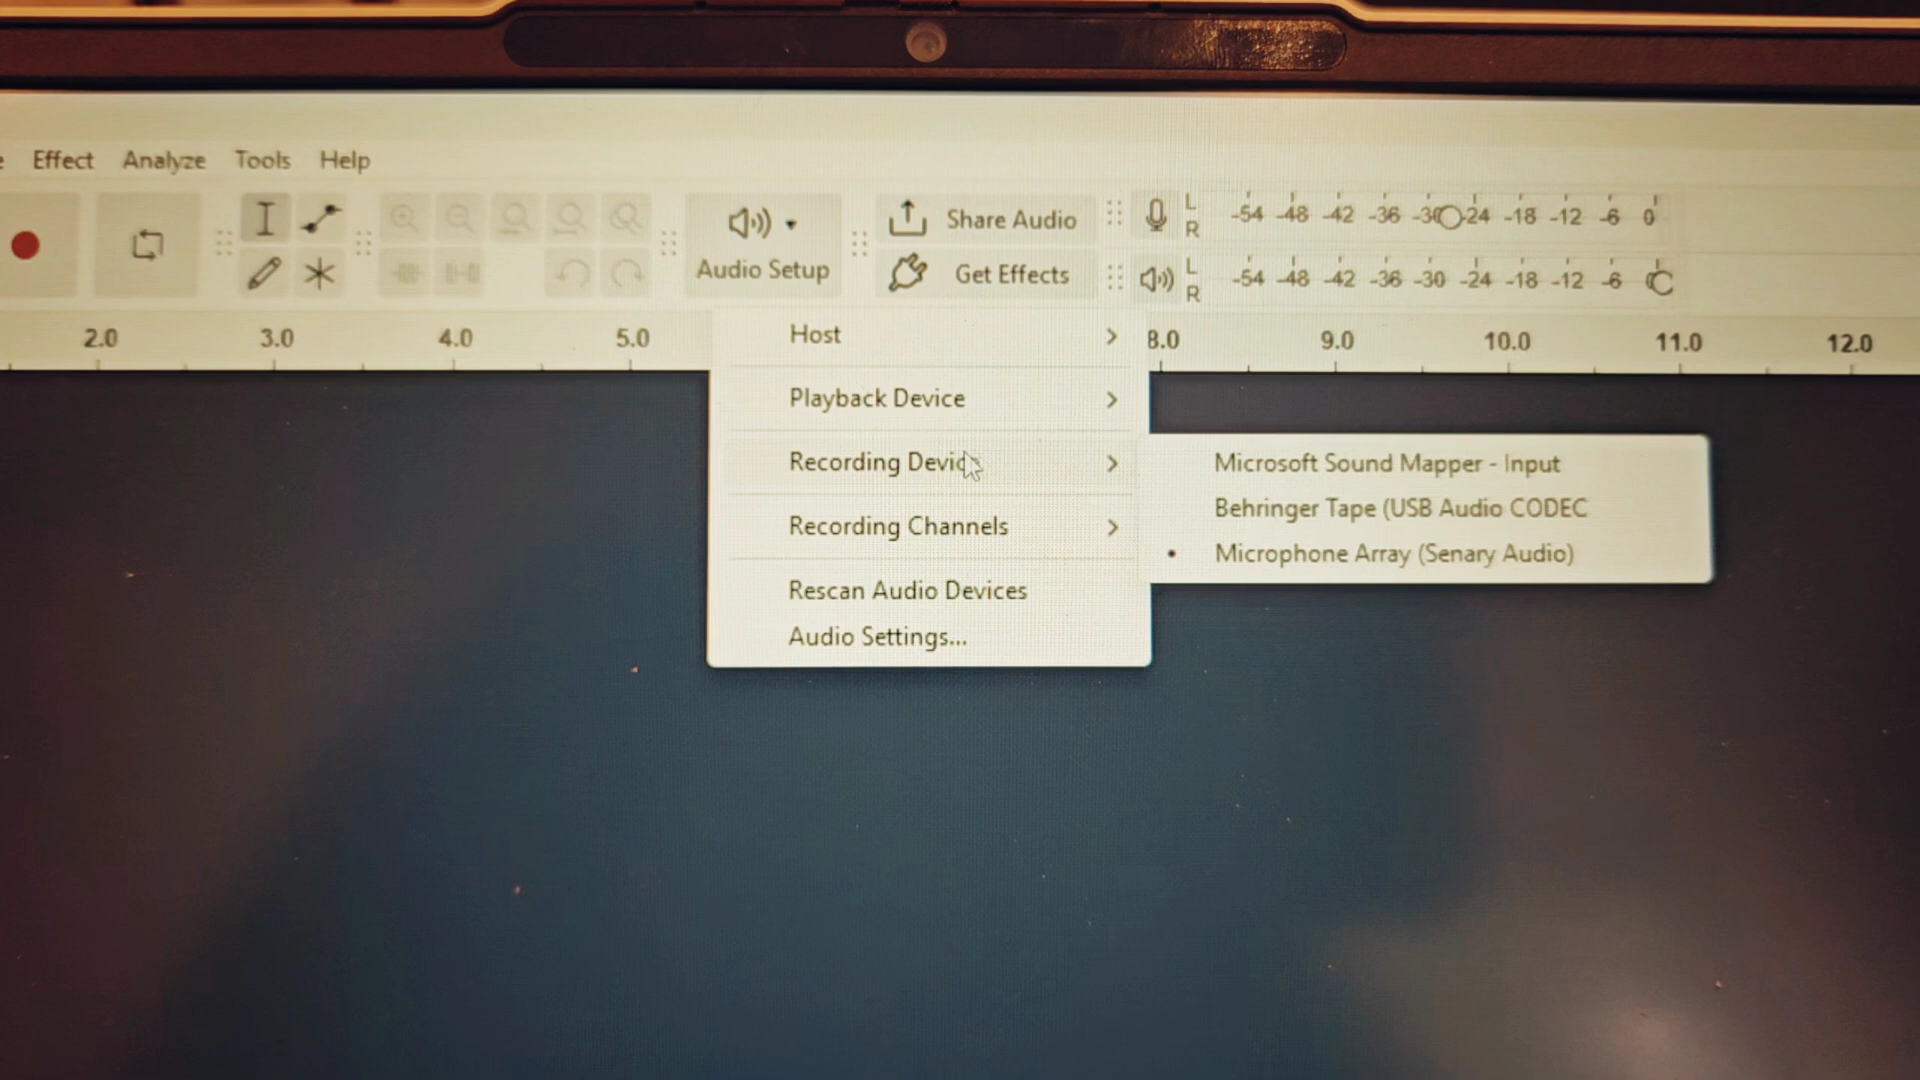 Effect Analyze Tools Help
Audio Setup
Share Audio
Get Effects
L
R
-54 -48 -42 -36 -30 -24 -18 -12 -6 0
L
R
-54 -48 -42 -36 -30 -24 -18 -12 -6
2.0 3.0 4.0 5.0 8.0 9.0 10.0 11.0 12.0
Host
Playback Device
Recording Device
Recording Channels
Rescan Audio Devices
Audio Settings...
Microsoft Sound Mapper - Input
Behringer Tape (USB Audio CODEC
Microphone Array (Senary Audio)